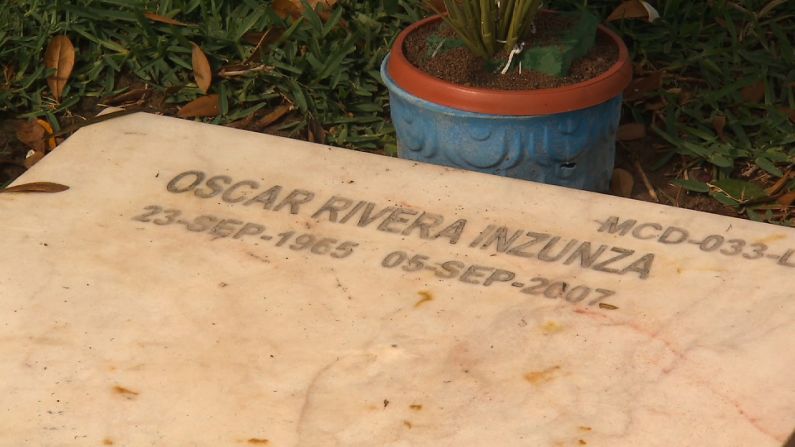 OSCAR RIVERA INZUNZA
23-SEP-1965 05-SEP-2007
MCD-033-